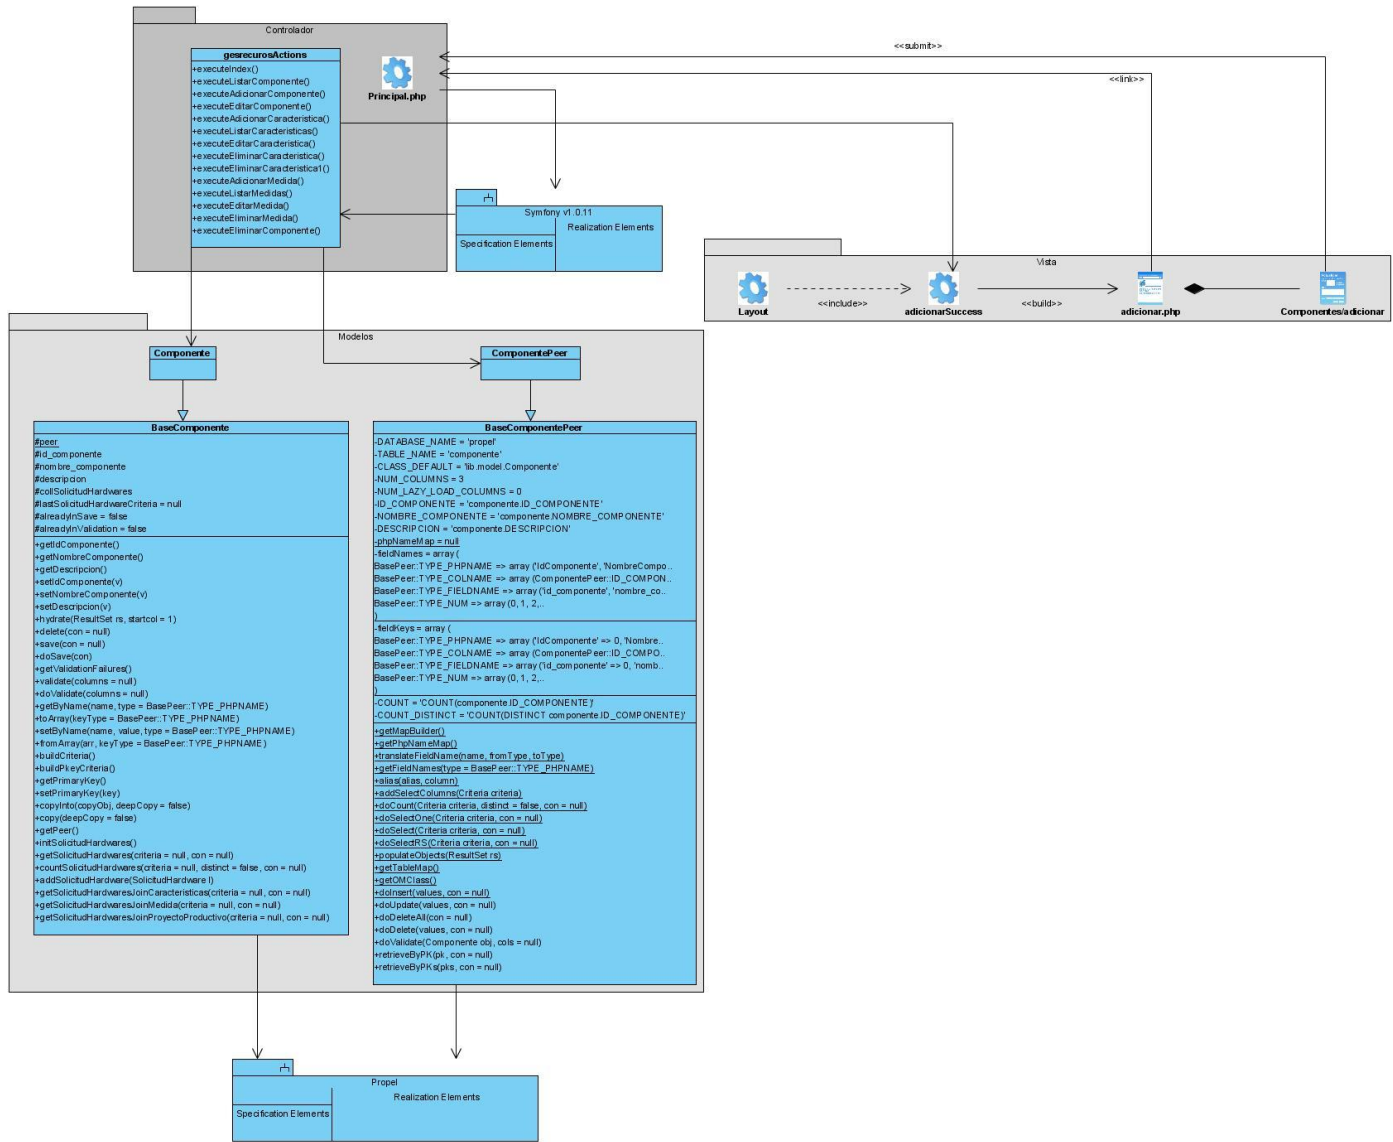 Controlador
gesrecurosActions
+executeIndex()
+executeListarComponente()
+executeAdicionarComponente()
+executeEditarComponente()
+executeAdicionarCaracteristica()
+executeListarCaracteristicas()
+executeEditarCaracteristica()
+executeEliminarCaracteristica()
+executeEliminarCaracteristica1()
+executeAdicionarMedida()
+executeListarMedidas()
+executeEditarMedida()
+executeEliminarMedida()
+executeEliminarComponente()
Principal.php
<<submit>>
<<link>>
Symfony v1.0.11
Realization Elements
Specification Elements
Vista
Layout
<<include>>
adicionarSuccess
<<build>>
adicionar.php
Componentes/adicionar
Modelos
Componente
ComponentePeer
BaseComponente
#peer
#id_componente
#nombre_componente
#descripcion
#collSolicitudHardwares
#lastSolicitudHardwareCriteria = null
#alreadyInSave = false
#alreadyInValidation = false
+getIdComponente()
+getNombreComponente()
+getDescripcion()
+setIdComponente(v)
+setNombreComponente(v)
+setDescripcion(v)
+hydrate(ResultSet rs, startcol = 1)
+delete(con = null)
+save(con = null)
+doSave(con)
+getValidationFailures()
+validate(columns = null)
+doValidate(columns = null)
+getByName(name, type = BasePeer::TYPE_PHPNAME)
+toArray(keyType = BasePeer::TYPE_PHPNAME)
+setByName(name, value, type = BasePeer::TYPE_PHPNAME)
+fromArray(arr, keyType = BasePeer::TYPE_PHPNAME)
+buildCriteria()
+buildPkeyCriteria()
+getPrimaryKey()
+setPrimaryKey(key)
+copyInto(copyObj, deepCopy = false)
+copy(deepCopy = false)
+getPeer()
+initSolicitudHardwares()
+getSolicitudHardwares(criteria = null, con = null)
+countSolicitudHardwares(criteria = null, distinct = false, con = null)
+addSolicitudHardware(SolicitudHardware l)
+getSolicitudHardwaresJoinCaracteristicas(criteria = null, con = null)
+getSolicitudHardwaresJoinMedida(criteria = null, con = null)
+getSolicitudHardwaresJoinProyectoProductivo(criteria = null, con = null)
BaseComponentePeer
-DATABASE_NAME = 'propel'
-TABLE_NAME = 'componente'
-CLASS_DEFAULT = 'lib.model.Componente'
-NUM_COLUMNS = 3
-NUM_LAZY_LOAD_COLUMNS = 0
-ID_COMPONENTE = 'componente.ID_COMPONENTE'
-NOMBRE_COMPONENTE = 'componente.NOMBRE_COMPONENTE'
-DESCRIPCION = 'componente.DESCRIPCION'
-phpNameMap = null
-fieldNames = array (
BasePeer::TYPE_PHPNAME => array ('IdComponente', 'NombreCompo..
BasePeer::TYPE_COLNAME => array (ComponentePeer::ID_COMPON..
BasePeer::TYPE_FIELDNAME => array ('id_componente', 'nombre_co..
BasePeer::TYPE_NUM => array (0, 1, 2,..
)
-fieldKeys = array (
BasePeer::TYPE_PHPNAME => array ('IdComponente' => 0, 'Nombre..
BasePeer::TYPE_COLNAME => array (ComponentePeer::ID_COMPO..
BasePeer::TYPE_FIELDNAME => array ('id_componente' => 0, 'nomb..
BasePeer::TYPE_NUM => array (0, 1, 2,..
)
-COUNT = 'COUNT(componente.ID_COMPONENTE)'
-COUNT_DISTINCT = 'COUNT(DISTINCT componente.ID_COMPONENTE)'
+getMapBuilder()
+getPhpNameMap()
+translateFieldName(name, fromType, toType)
+getFieldNames(type = BasePeer::TYPE_PHPNAME)
+alias(alias, column)
+addSelectColumns(Criteria criteria)
+doCount(Criteria criteria, distinct = false, con = null)
+doSelectOne(Criteria criteria, con = null)
+doSelect(Criteria criteria, con = null)
+doSelectRS(Criteria criteria, con = null)
+populateObjects(ResultSet rs)
+getTableMap()
+getOMClass()
+doInsert(values, con = null)
+doUpdate(values, con = null)
+doDeleteAll(con = null)
+doDelete(values, con = null)
+doValidate(Componente obj, cols = null)
+retrieveByPK(pk, con = null)
+retrieveByPKs(pks, con = null)
Propel
Realization Elements
Specification Elements